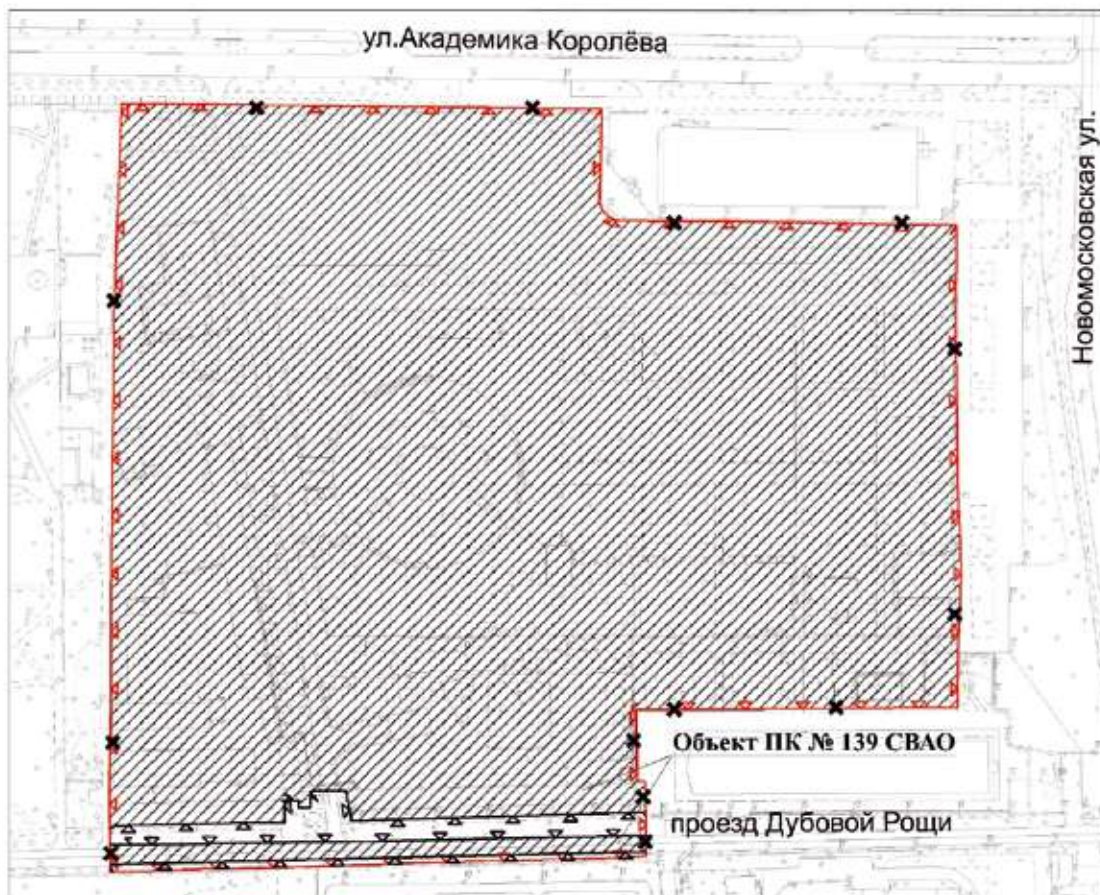 ул.Академика Королёва
Новомосковская ул.
Объект ПК № 139 СВАО
проезд Дубовой Рощи